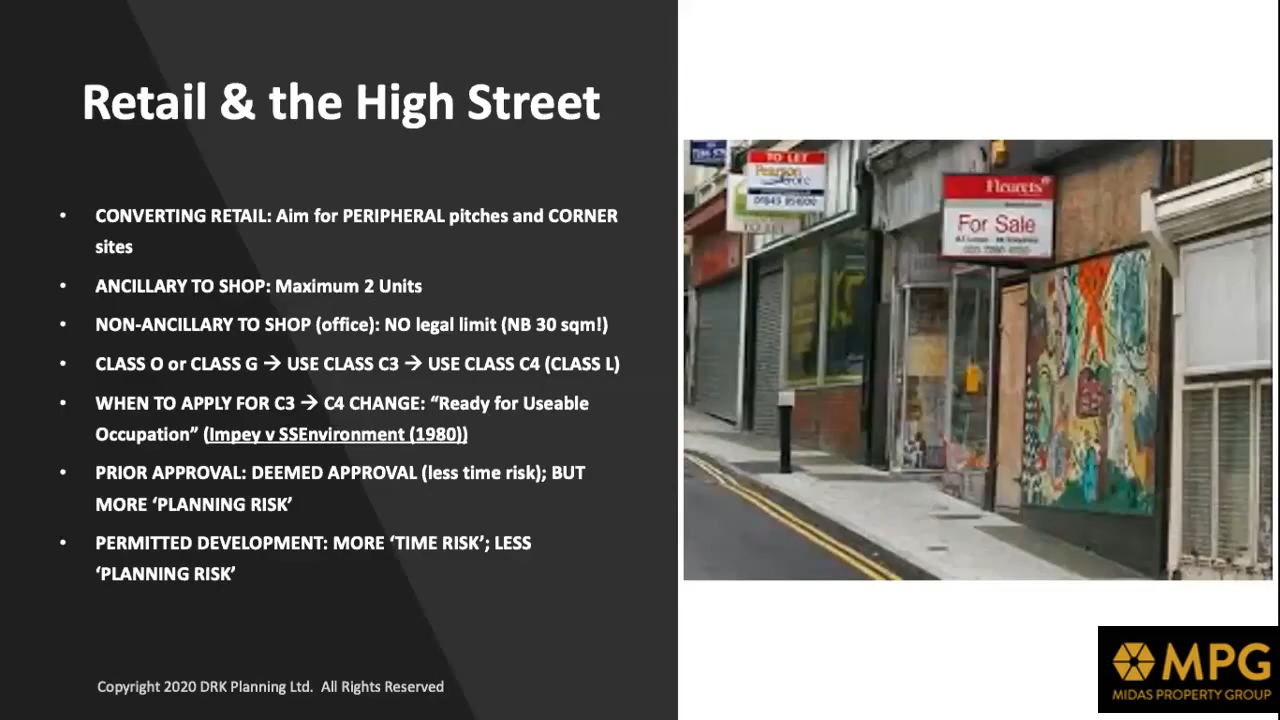 Retail & the High Street
• CONVERTING RETAIL: Aim for PERIPHERAL pitches and CORNER
sites
• ANCILLARY TO SHOP: Maximum 2 Units
• NON-ANCILLARY TO SHOP (office): NO legal limit (NB 30 sqm!)
• CLASS O or CLASS G → USE CLASS C3 → USE CLASS C4 (CLASS L)
• WHEN TO APPLY FOR C3 → C4 CHANGE: “Ready for Useable
Occupation” (Impey v SSEnvironment (1980))
• PRIOR APPROVAL: DEEMED APPROVAL (less time risk); BUT
MORE ‘PLANNING RISK’
• PERMITTED DEVELOPMENT: MORE ‘TIME RISK’; LESS
‘PLANNING RISK’
Copyright 2020 DRK Planning Ltd. All Rights Reserved
TO LET
Pearson
Fleurets
For Sale
MPG
MIDAS PROPERTY GROUP